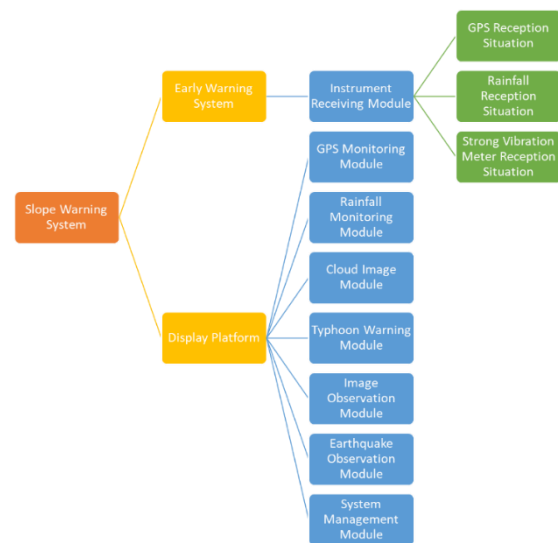 GPS Reception
Situation
Early Warning
System
Instrument
Receiving Module
Rainfall
Reception
Situation
Strong Vibration
Meter Reception
Situation
GPS Monitoring
Module
Slope Warning
System
Rainfall
Monitoring
Module
Cloud Image
Module
Display Platform
Typhoon Warning
Module
Image
Observation
Module
Earthquake
Observation
Module
System
Management
Module